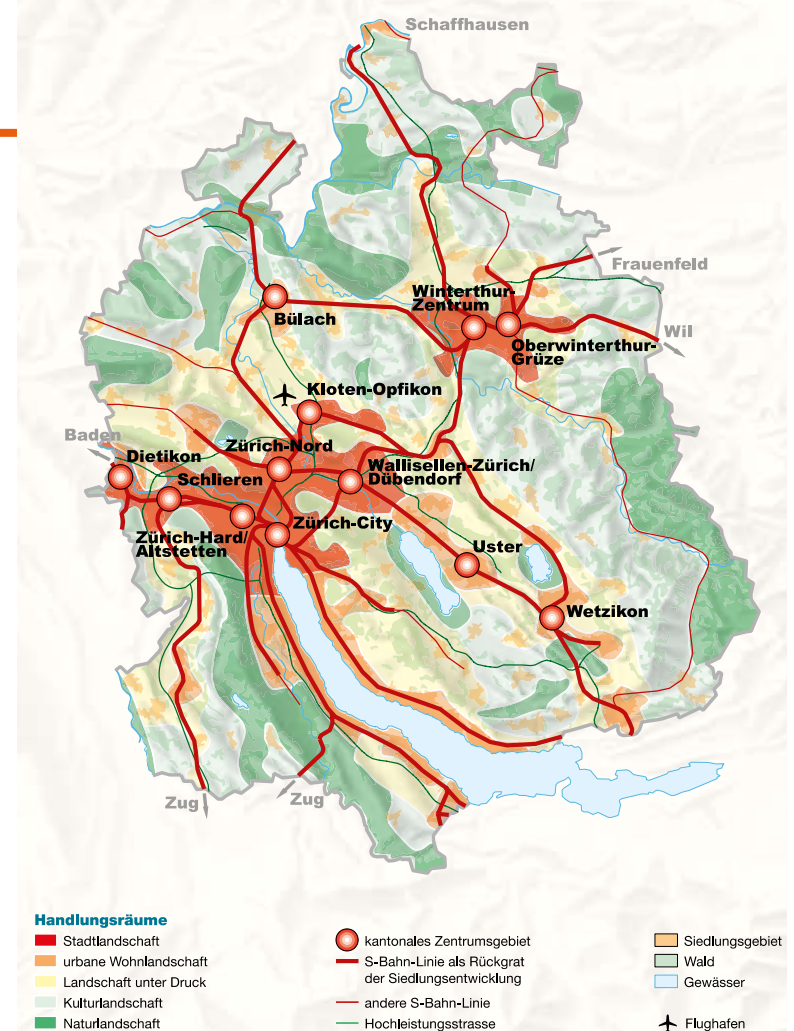 Schaffhausen
Frauenfeld
Winterthur-
Zentrum
Bülach
Oberwinterthur-
Grüze
Wil
Kloten-Opfikon
Baden
Zürich-Nord
Dietikon
Wallisellen-Zürich/
Dübendorf
Schlieren
Zürich-City
Zürich-Hard/
Altstetten
Uster
Wetzikon
Zug
Zug
Handlungsräume
Stadtlandschaft
urbane Wohnlandschaft
Landschaft unter Druck
Kulturlandschaft
Naturlandschaft
kantonales Zentrumsgebiet
S-Bahn-Linie als Rückgrat
der Siedlungsentwicklung
andere S-Bahn-Linie
Hochleistungsstrasse
Siedlungsgebiet
Wald
Gewässer
Flughafen